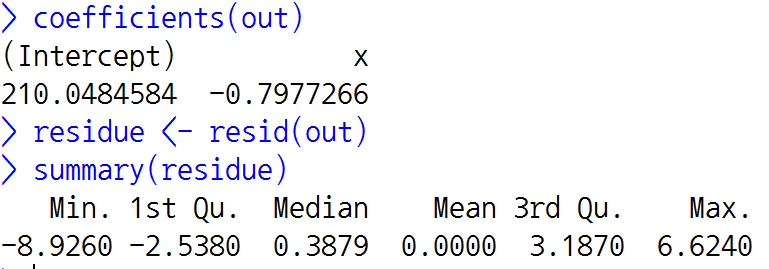 > coefficients(out)
(Intercept) x
210.0484584 -0.7977266
> residue <- resid(out)
> summary(residue)
Min. 1st Qu. Median Mean 3rd Qu. Max.
-8.9260 -2.5380 0.3879 0.0000 3.1870 6.6240